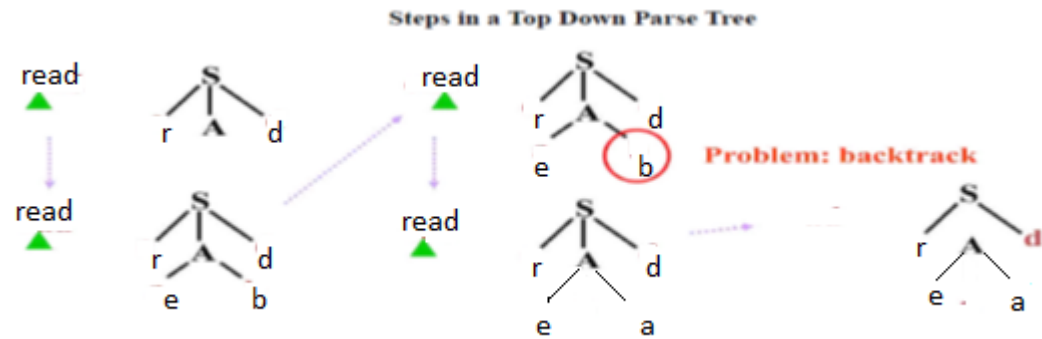 Steps in a Top Down Parse Tree
read
S
r A d
read
S
r A d
e b
read
S
r A d
e b
Problem: backtrack
read
S
r A d
e a
S
r A d
e a